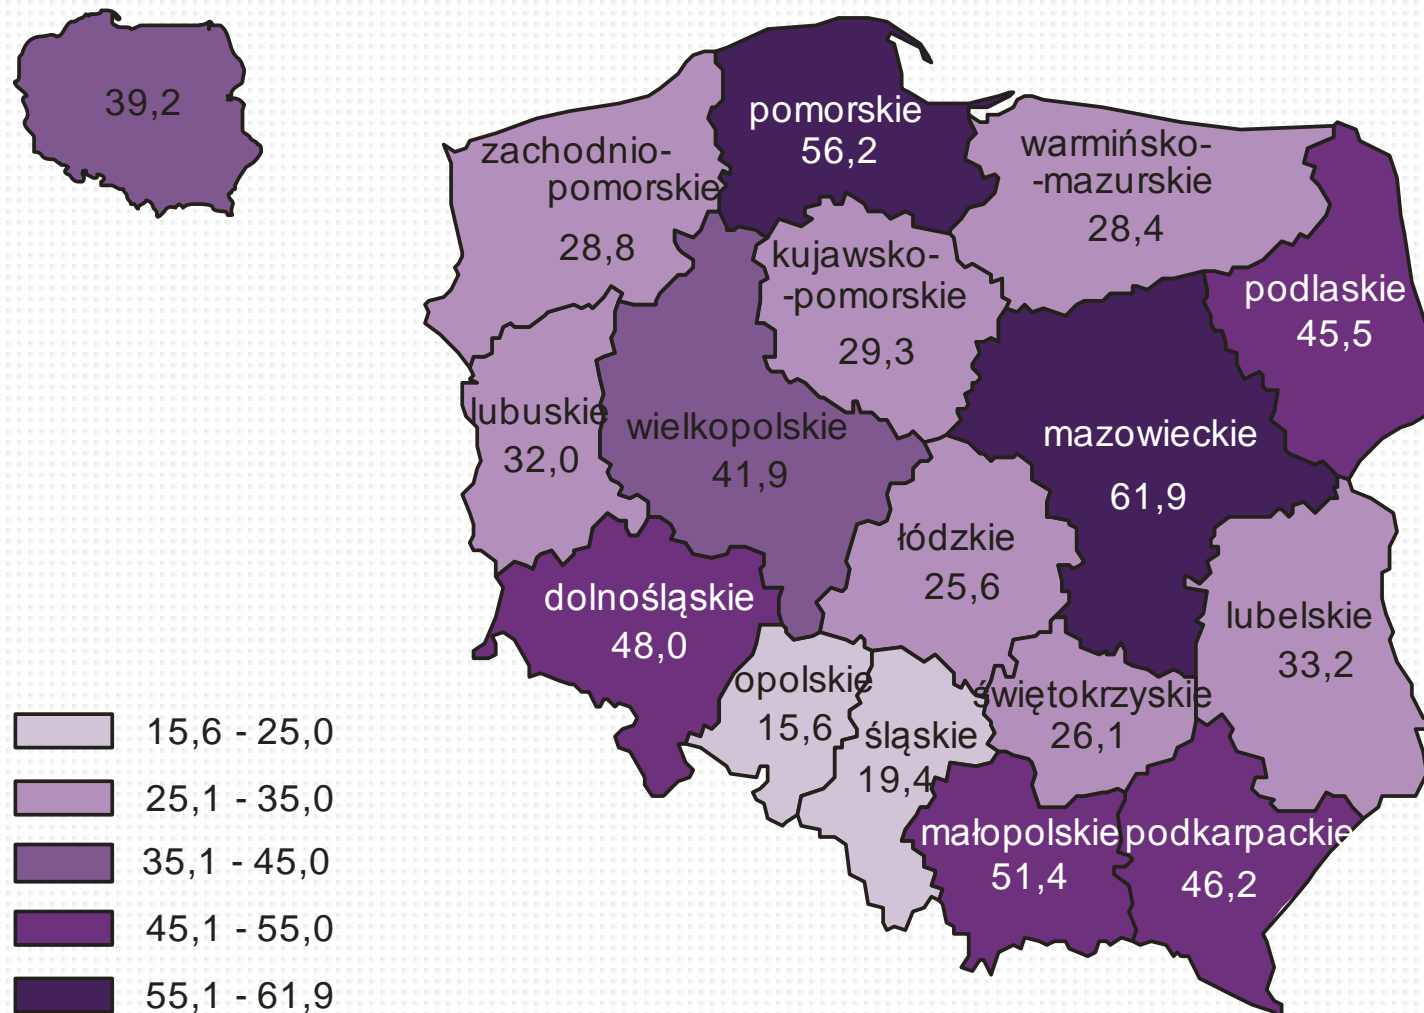 39,2
pomorskie
56,2
zachodnio-
pomorskie
28,8
warmińsko-
-mazurskie
28,4
kujawsko-
-pomorskie
29,3
podlaskie
45,5
lubuskie
32,0
wielkopolskie
41,9
mazowieckie
61,9
łódzkie
25,6
dolnośląskie
48,0
lubelskie
33,2
opolskie
15,6
śląskie
19,4
świętokrzyskie
26,1
małopolskie
51,4
podkarpackie
46,2
15,6 - 25,0
25,1 - 35,0
35,1 - 45,0
45,1 - 55,0
55,1 - 61,9